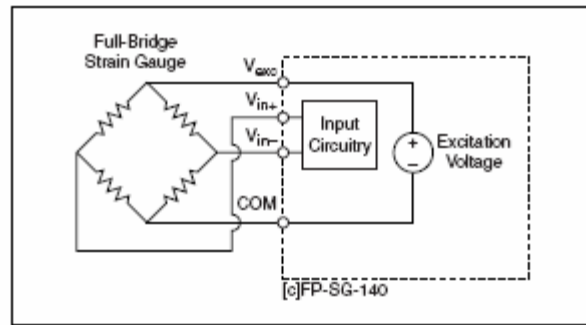 Full-Bridge
Strain Gauge
Vexc
Vin+
Vin–
COM
Input
Circuitry
+
–
Excitation
Voltage
[c]FP-SG-140